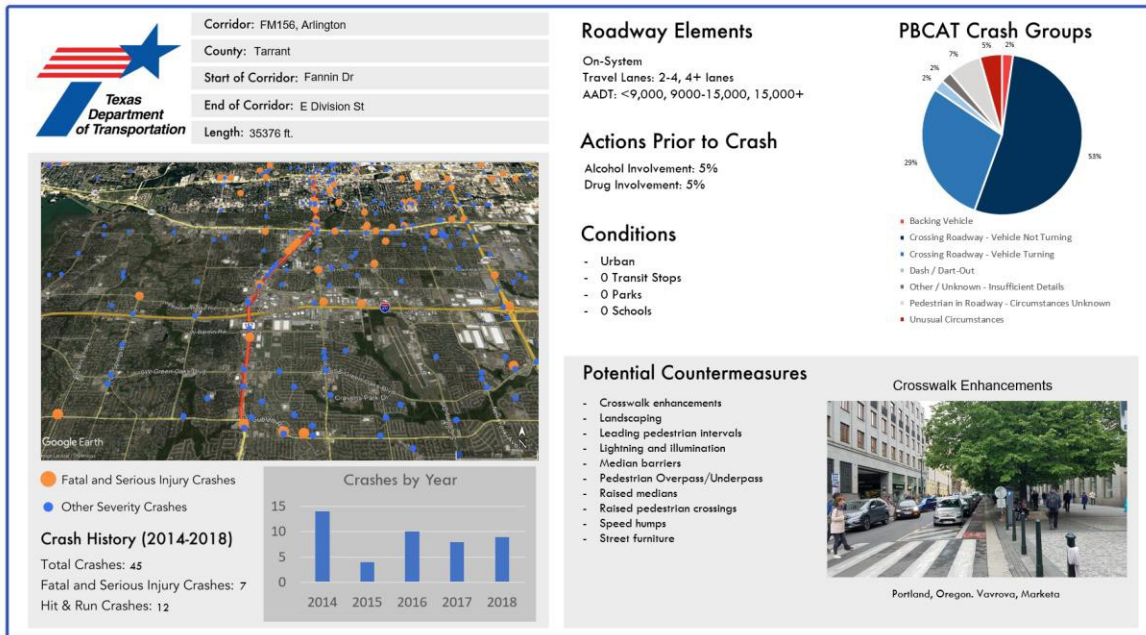 Texas
Department
of Transportation
Corridor: FM156, Arlington
County: Tarrant
Start of Corridor: Fannin Dr
End of Corridor: E Division St
Length: 35376 ft.
Google Earth
Fatal and Serious Injury Crashes
Other Severity Crashes
Crash History (2014-2018)
Total Crashes: 45
Fatal and Serious Injury Crashes: 7
Hit & Run Crashes: 12
Crashes by Year
15
10
5
0
2014 2015 2016 2017 2018
Roadway Elements
On-System
Travel Lanes: 2-4, 4+ lanes
AADT: <9,000, 9000-15,000, 15,000+
Actions Prior to Crash
Alcohol Involvement: 5%
Drug Involvement: 5%
Conditions
- Urban
- 0 Transit Stops
- 0 Parks
- 0 Schools
PBCAT Crash Groups
5% 2%
7%
2%
2%
29%
53%
Backing Vehicle
Crossing Roadway - Vehicle Not Turning
Crossing Roadway - Vehicle Turning
Dash / Dart-Out
Other / Unknown - Insufficient Details
Pedestrian in Roadway - Circumstances Unknown
Unusual Circumstances
Potential Countermeasures
- Crosswalk enhancements
- Landscaping
- Leading pedestrian intervals
- Lightning and illumination
- Median barriers
- Pedestrian Overpass/Underpass
- Raised medians
- Raised pedestrian crossings
- Speed humps
- Street furniture
Crosswalk Enhancements
Portland, Oregon. Vavrova, Marketa